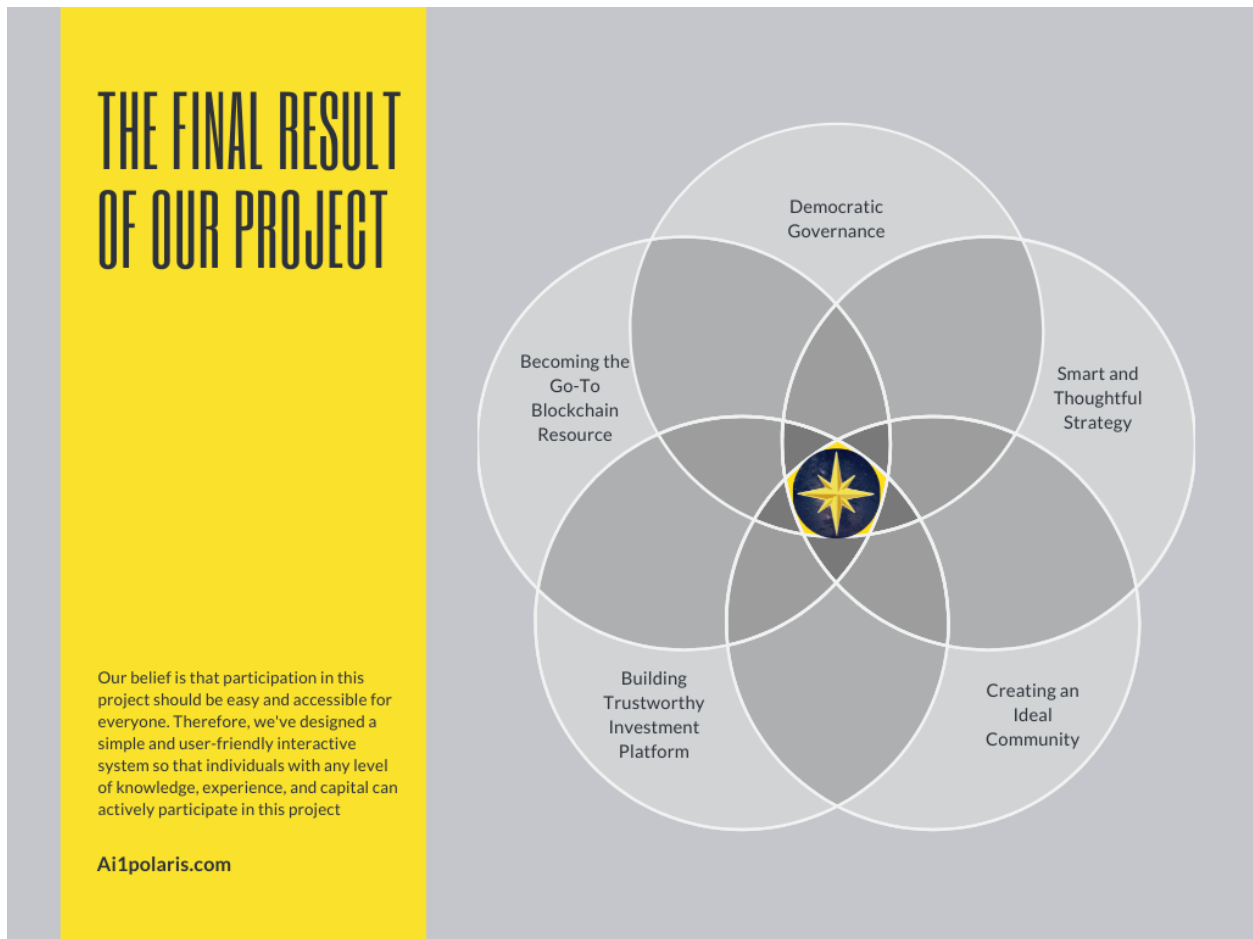 THE FINAL RESULT
OF OUR PROJECT
Our belief is that participation in this
project should be easy and accessible for
everyone. Therefore, we've designed a
simple and user-friendly interactive
system so that individuals with any level
of knowledge, experience, and capital can
actively participate in this project
Ai1polaris.com
Democratic
Governance
Becoming the
Go-To
Blockchain
Resource
Smart and
Thoughtful
Strategy
Building
Trustworthy
Investment
Platform
Creating an
Ideal
Community